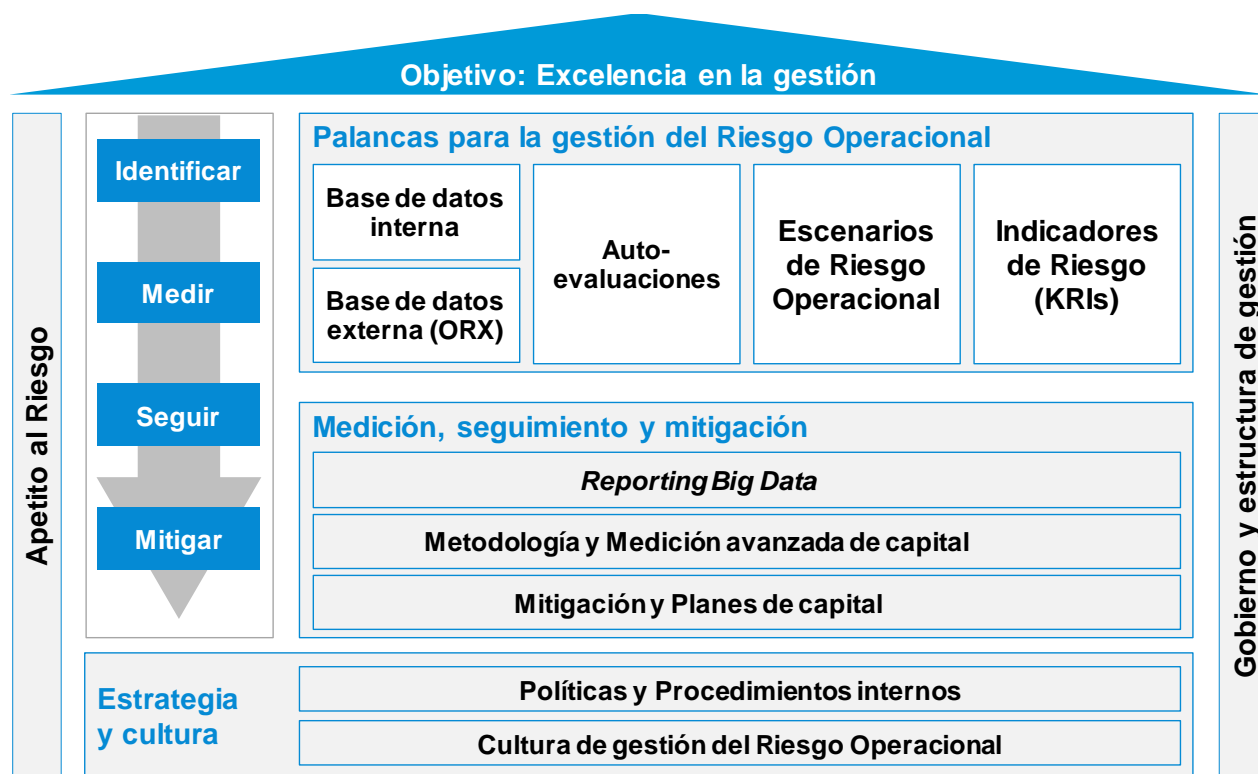 Objetivo: Excelencia en la gestión
Apetito al Riesgo
Identificar
Medir
Seguir
Mitigar
Palancas para la gestión del Riesgo Operacional
Base de datos
interna
Base de datos
externa (ORX)
Auto-
evaluaciones
Escenarios
de Riesgo
Operacional
Indicadores
de Riesgo
(KRIs)
Medición, seguimiento y mitigación
Reporting Big Data
Metodología y Medición avanzada de capital
Mitigación y Planes de capital
Estrategia
y cultura
Políticas y Procedimientos internos
Cultura de gestión del Riesgo Operacional
Gobierno y estructura de gestión